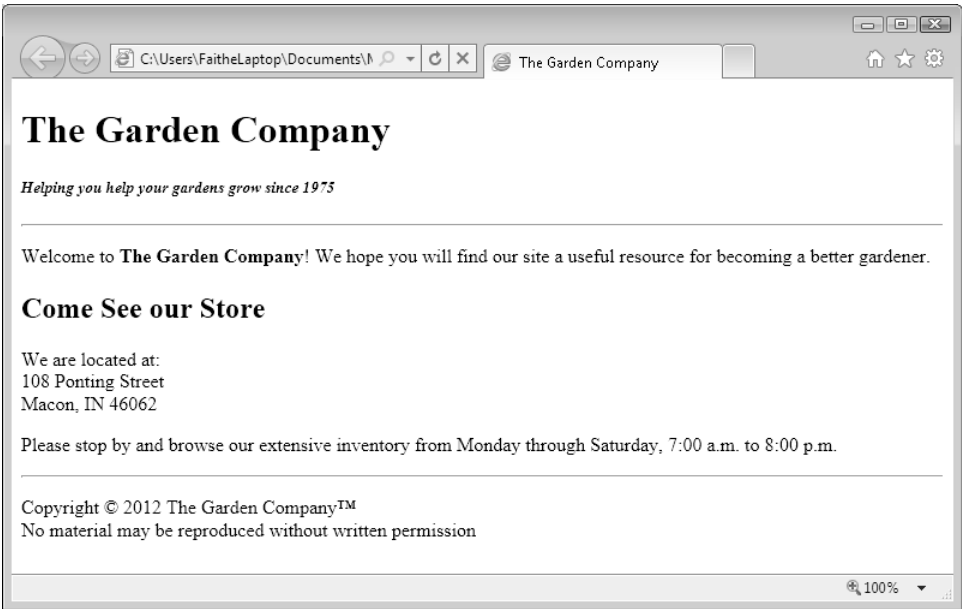 C:\Users\FaitheLaptop\Documents\
The Garden Company
The Garden Company
Helping you help your gardens grow since 1975
Welcome to The Garden Company! We hope you will find our site a useful resource for becoming a better gardener.
Come See our Store
We are located at:
108 Ponting Street
Macon, IN 46062
Please stop by and browse our extensive inventory from Monday through Saturday, 7:00 a.m. to 8:00 p.m.
Copyright © 2012 The Garden Company™
No material may be reproduced without written permission
100%